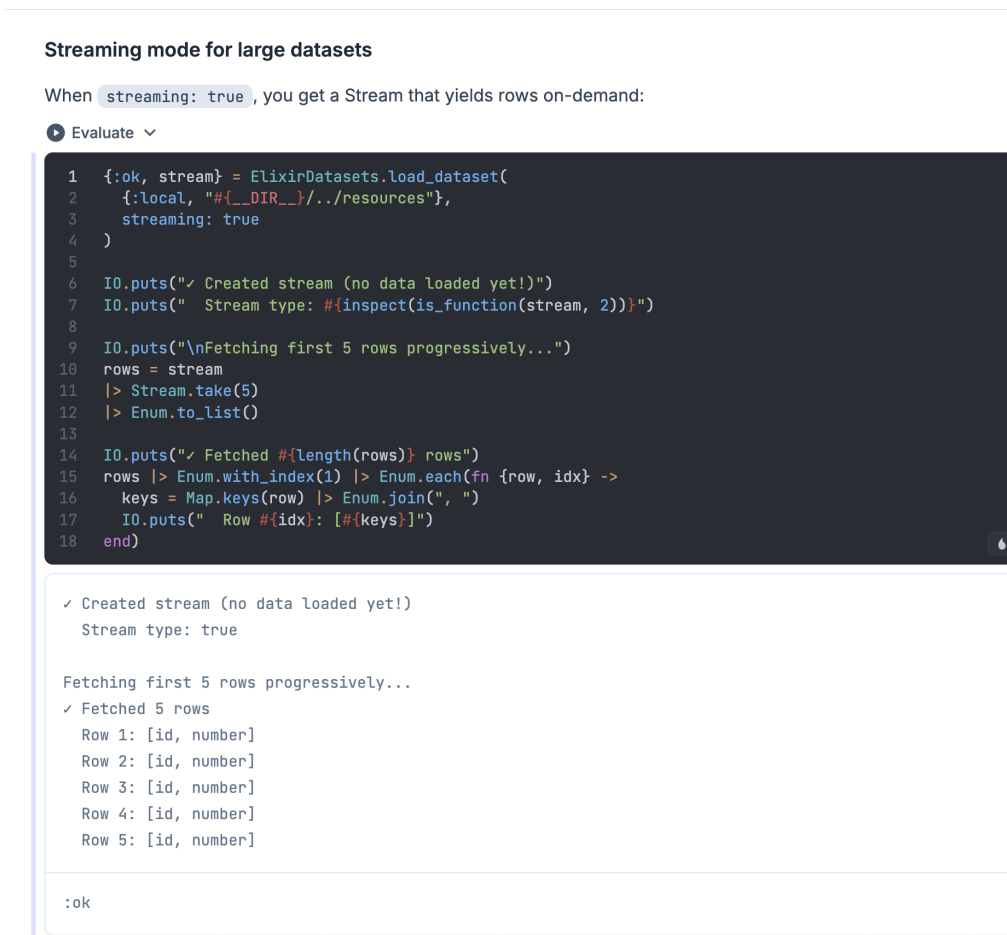 Streaming mode for large datasets
When streaming: true, you get a Stream that yields rows on-demand:
Evaluate
1 {:ok, stream} = ElixirDatasets.load_dataset(
2   {:local, "#{__DIR__}/../resources"},
3   streaming: true
4 )
5
6 IO.puts("✓ Created stream (no data loaded yet!)")
7 IO.puts("  Stream type: #{inspect(is_function(stream, 2))}")
8
9 IO.puts("\nFetching first 5 rows progressively...")
10 rows = stream
11 |> Stream.take(5)
12 |> Enum.to_list()
13
14 IO.puts("✓ Fetched #{length(rows)} rows")
15 rows |> Enum.with_index(1) |> Enum.each(fn {row, idx} ->
16   keys = Map.keys(row) |> Enum.join(", ")
17   IO.puts("  Row #{idx}: [#{keys}]")
18 end)
✓ Created stream (no data loaded yet!)
  Stream type: true
Fetching first 5 rows progressively...
✓ Fetched 5 rows
  Row 1: [id, number]
  Row 2: [id, number]
  Row 3: [id, number]
  Row 4: [id, number]
  Row 5: [id, number]
:ok